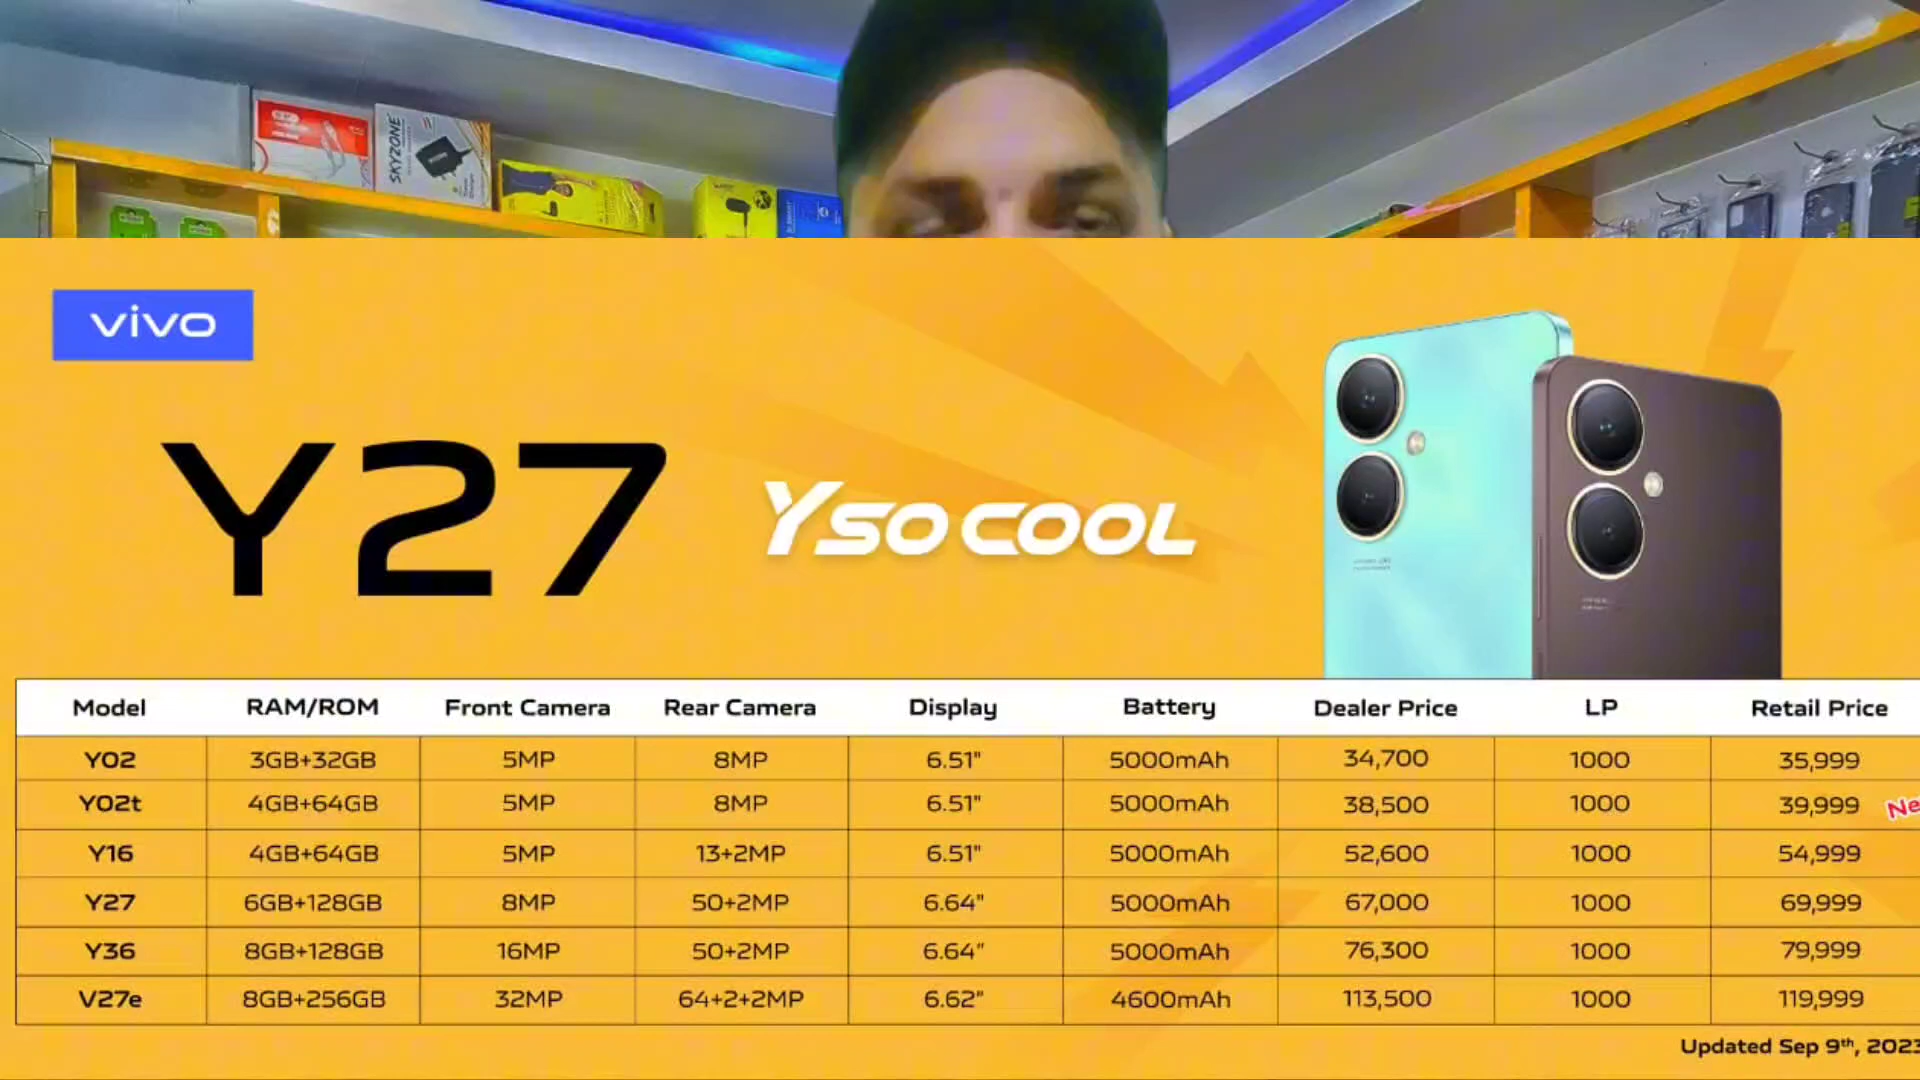 SKYZONE
vivo
Y27
YSO COOL
Model RAM/ROM Front Camera Rear Camera Display Battery Dealer Price LP Retail Price
Y02 3GB+32GB 5MP 8MP 6.51" 5000mAh 34,700 1000 35,999
Y02t 4GB+64GB 5MP 8MP 6.51" 5000mAh 38,500 1000 39,999 Ne
Y16 4GB+64GB 5MP 13+2MP 6.51" 5000mAh 52,600 1000 54,999
Y27 6GB+128GB 8MP 50+2MP 6.64" 5000mAh 67,000 1000 69,999
Y36 8GB+128GB 16MP 50+2MP 6.64" 5000mAh 76,300 1000 79,999
V27e 8GB+256GB 32MP 64+2+2MP 6.62" 4600mAh 113,500 1000 119,999
Updated Sep 9th, 2023